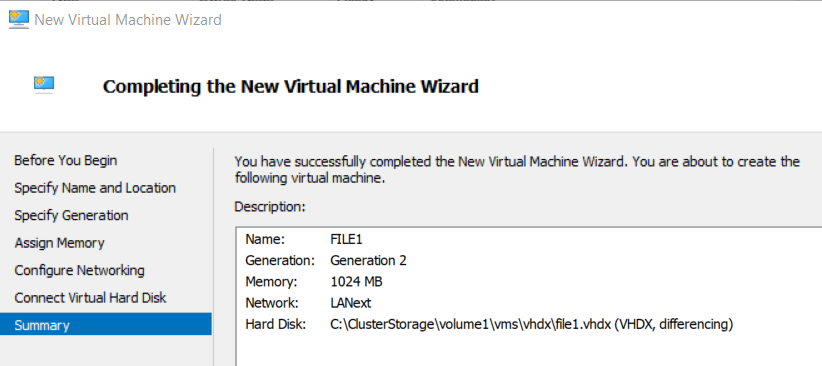 New Virtual Machine Wizard
Completing the New Virtual Machine Wizard
Before You Begin
Specify Name and Location
Specify Generation
Assign Memory
Configure Networking
Connect Virtual Hard Disk
Summary
You have successfully completed the New Virtual Machine Wizard. You are about to create the
following virtual machine.
Description:
Name: FILE1
Generation: Generation 2
Memory: 1024 MB
Network: LANext
Hard Disk: C:\ClusterStorage\volume1\vms\vhdx\file1.vhdx (VHDX, differencing)